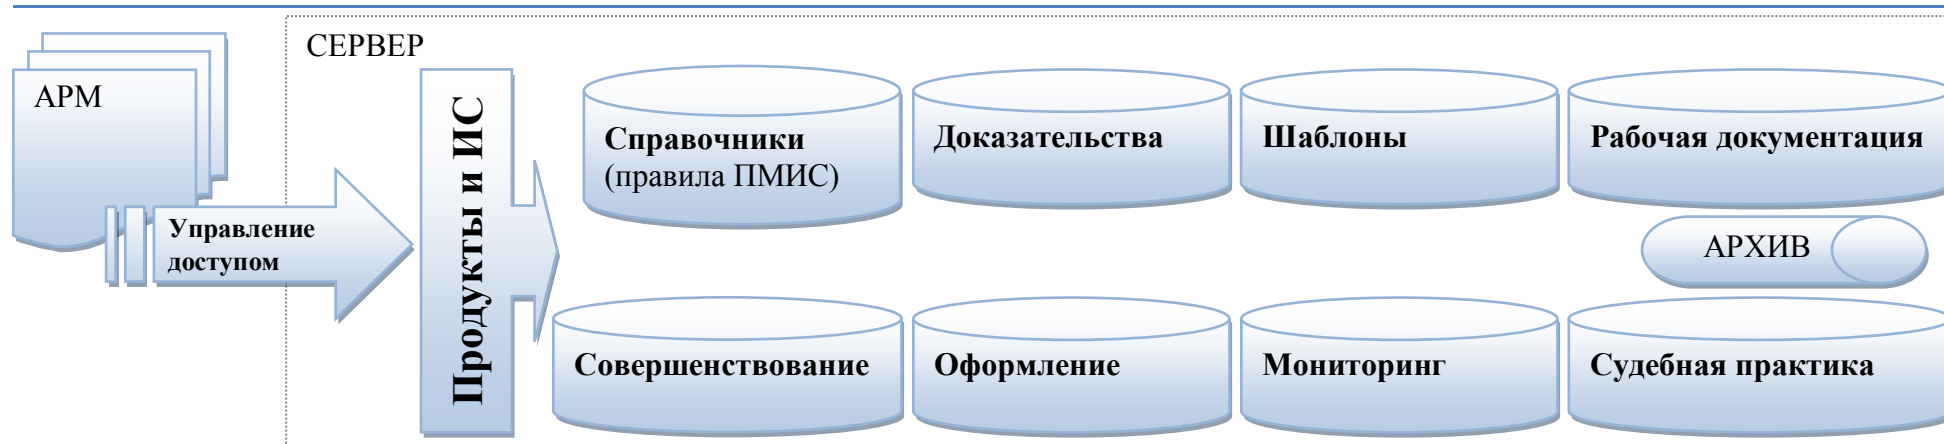 СЕРВЕР
АРМ
Управление
доступом
Продукты и ИС
Справочники
(правила ПМИС)
Доказательства
Шаблоны
Рабочая документация
АРХИВ
Совершенствование
Оформление
Мониторинг
Судебная практика